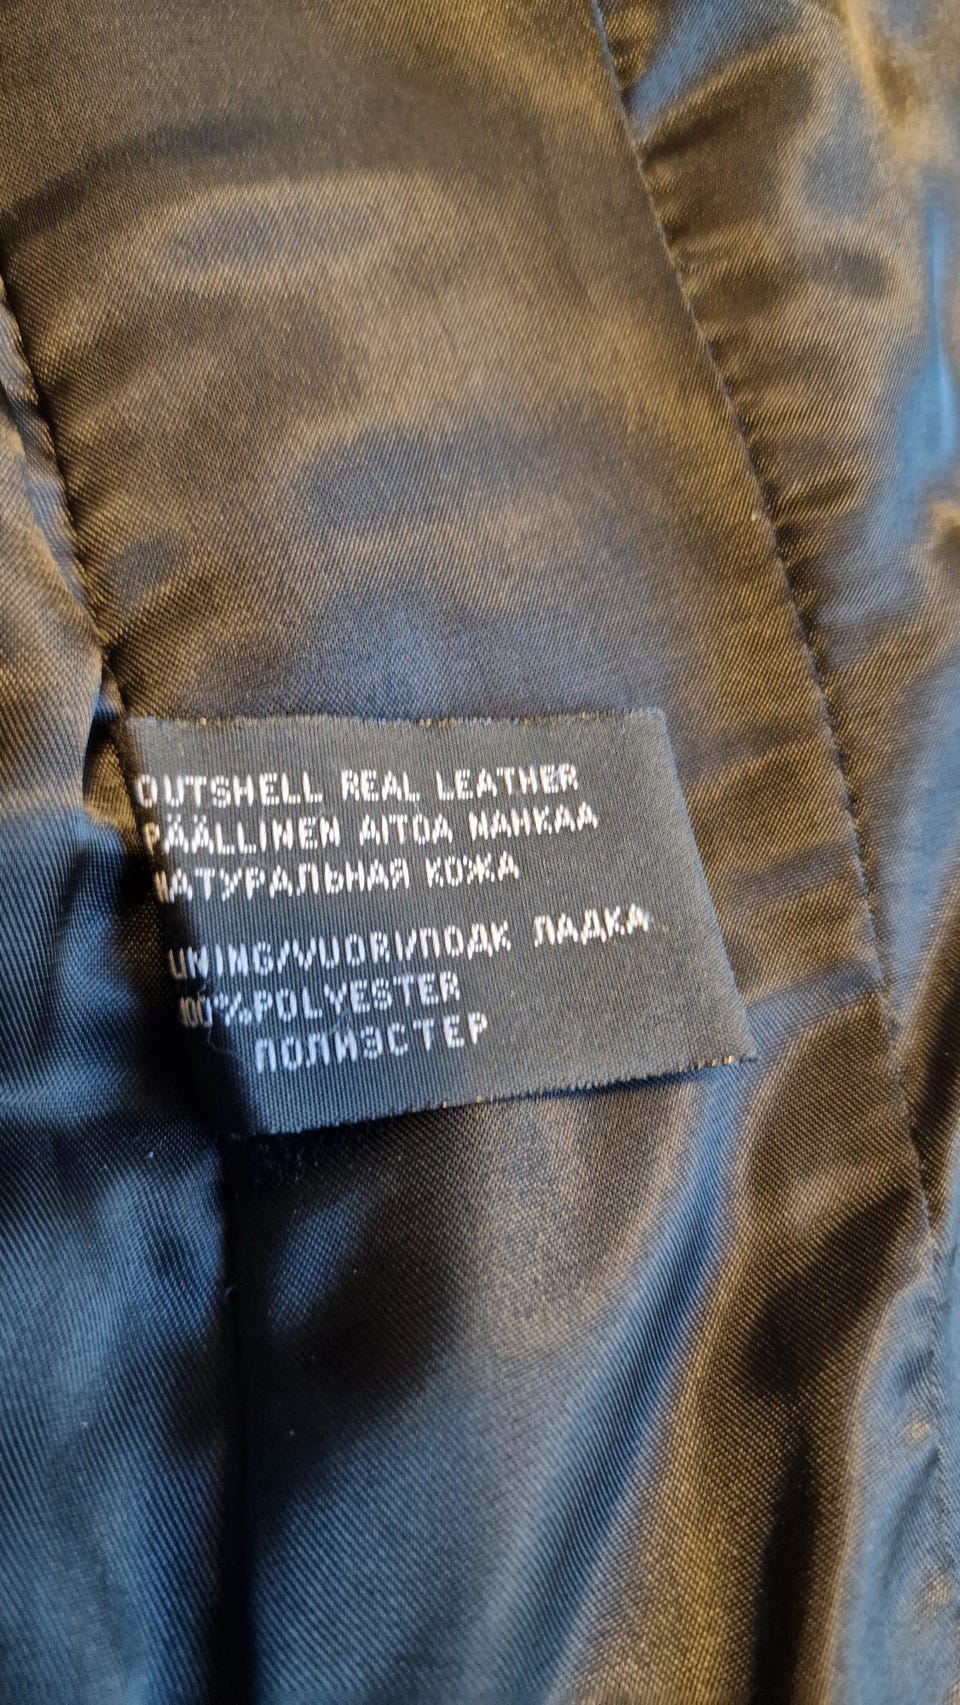 OUTSHELL REAL LEATHER
PÄÄLLINEN AITOA NAHKAA
НАТУРАЛЬНАЯ КОЖА
LINING/VUORI/ПОДК ЛАДКА
100%POLYESTER
ПОЛИЭСТЕР